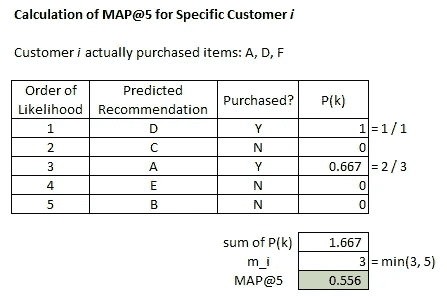 Calculation of MAP@5 for Specific Customer i
Customer i actually purchased items: A, D, F
Order of Likelihood Predicted Recommendation Purchased? P(k)
1 D Y 1 = 1 / 1
2 C N 0
3 A Y 0.667 = 2 / 3
4 E N 0
5 B N 0
sum of P(k) 1.667
m_i 3 = min(3, 5)
MAP@5 0.556